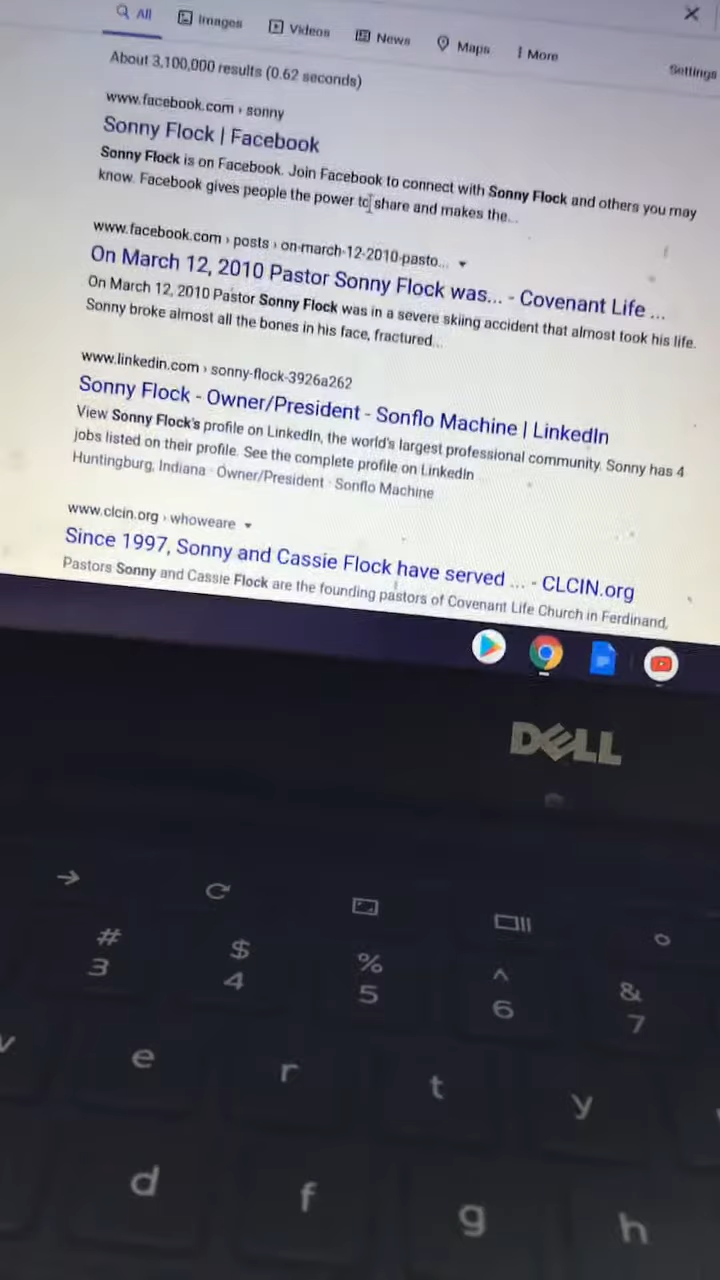 All Images Videos News Maps More Settings
About 3,100,000 results (0.62 seconds)
www.facebook.com › sonny
Sonny Flock | Facebook
Sonny Flock is on Facebook. Join Facebook to connect with Sonny Flock and others you may
know. Facebook gives people the power to share and makes the...
www.facebook.com › posts › on-march-12-2010-pasto...
On March 12, 2010 Pastor Sonny Flock was... - Covenant Life ...
On March 12, 2010 Pastor Sonny Flock was in a severe skiing accident that almost took his life.
Sonny broke almost all the bones in his face, fractured...
www.linkedin.com › sonny-flock-3926a262
Sonny Flock - Owner/President - Sonflo Machine | LinkedIn
View Sonny Flock's profile on LinkedIn, the world's largest professional community. Sonny has 4
jobs listed on their profile. See the complete profile on LinkedIn
Huntingburg, Indiana · Owner/President · Sonflo Machine
www.clcin.org › whoweare
Since 1997, Sonny and Cassie Flock have served ... - CLCIN.org
Pastors Sonny and Cassie Flock are the founding pastors of Covenant Life Church in Ferdinand,
DELL
# $ % ^ &
3 4 5 6 7
e r t y
d f g h